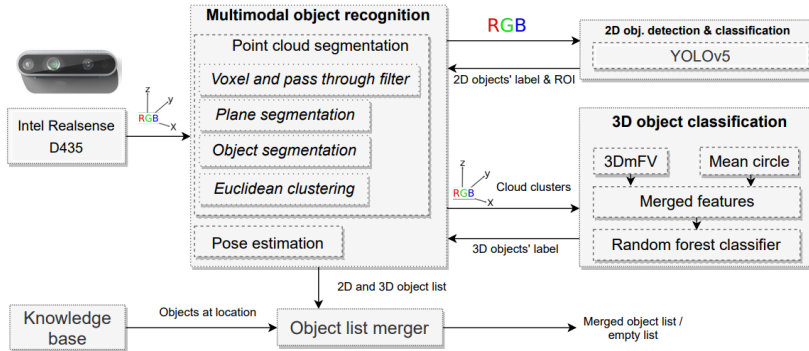 Multimodal object recognition
Point cloud segmentation
Voxel and pass through filter
Plane segmentation
Object segmentation
Euclidean clustering
Pose estimation
Intel Realsense
D435
z
y
RGB
x
RGB
2D objects' label & ROI
2D obj. detection & classification
YOLOv5
3D object classification
3DmFV
Mean circle
Merged features
Random forest classifier
z
y
RGB
x
Cloud clusters
3D objects' label
2D and 3D object list
Knowledge
base
Objects at location
Object list merger
Merged object list /
empty list